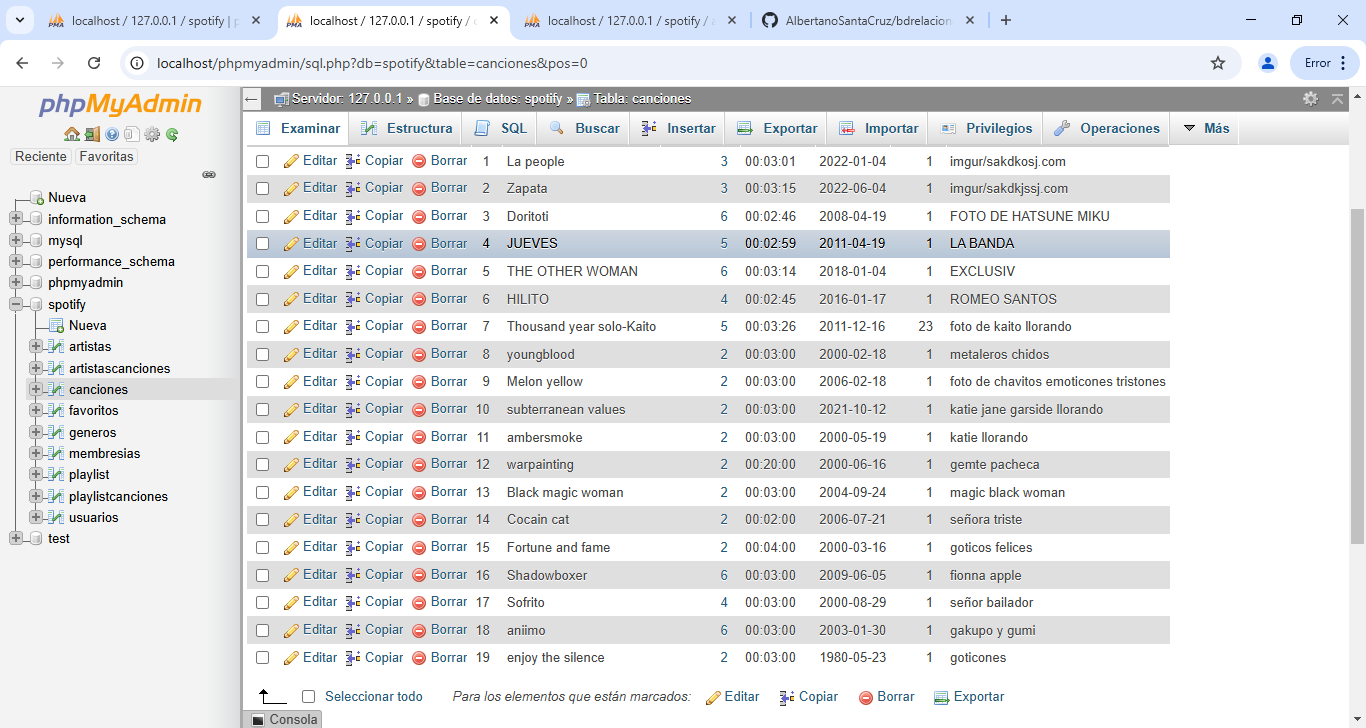 localhost / 127.0.0.1 / spotify | p
localhost / 127.0.0.1 / spotify / c
localhost / 127.0.0.1 / spotify / a
AlbertanoSantaCruz/bdrelacion
localhost/phpmyadmin/sql.php?db=spotify&table=canciones&pos=0
Error
phpMyAdmin
Reciente Favoritas
Nueva
information_schema
mysql
performance_schema
phpmyadmin
spotify
Nueva
artistas
artistascanciones
canciones
favoritos
generos
membresias
playlist
playlistcanciones
usuarios
test
Servidor: 127.0.0.1 » Base de datos: spotify » Tabla: canciones
Examinar Estructura SQL Buscar Insertar Exportar Importar Privilegios Operaciones Más
Editar Copiar Borrar 1 La people 3 00:03:01 2022-01-04 1 imgur/sakdkosj.com
Editar Copiar Borrar 2 Zapata 3 00:03:15 2022-06-04 1 imgur/sakdkjssj.com
Editar Copiar Borrar 3 Doritoti 6 00:02:46 2008-04-19 1 FOTO DE HATSUNE MIKU
Editar Copiar Borrar 4 JUEVES 5 00:02:59 2011-04-19 1 LA BANDA
Editar Copiar Borrar 5 THE OTHER WOMAN 6 00:03:14 2018-01-04 1 EXCLUSIV
Editar Copiar Borrar 6 HILITO 4 00:02:45 2016-01-17 1 ROMEO SANTOS
Editar Copiar Borrar 7 Thousand year solo-Kaito 5 00:03:26 2011-12-16 23 foto de kaito llorando
Editar Copiar Borrar 8 youngblood 2 00:03:00 2000-02-18 1 metaleros chidos
Editar Copiar Borrar 9 Melon yellow 2 00:03:00 2006-02-18 1 foto de chavitos emoticones tristones
Editar Copiar Borrar 10 subterranean values 2 00:03:00 2021-10-12 1 katie jane garside llorando
Editar Copiar Borrar 11 ambersmoke 2 00:03:00 2000-05-19 1 katie llorando
Editar Copiar Borrar 12 warpainting 2 00:20:00 2000-06-16 1 gemte pacheca
Editar Copiar Borrar 13 Black magic woman 2 00:03:00 2004-09-24 1 magic black woman
Editar Copiar Borrar 14 Cocain cat 2 00:02:00 2006-07-21 1 señora triste
Editar Copiar Borrar 15 Fortune and fame 2 00:04:00 2000-03-16 1 goticos felices
Editar Copiar Borrar 16 Shadowboxer 6 00:03:00 2009-06-05 1 fionna apple
Editar Copiar Borrar 17 Sofrito 4 00:03:00 2000-08-29 1 señor bailador
Editar Copiar Borrar 18 aniimo 6 00:03:00 2003-01-30 1 gakupo y gumi
Editar Copiar Borrar 19 enjoy the silence 2 00:03:00 1980-05-23 1 goticones
Seleccionar todo Para los elementos que están marcados: Editar Copiar Borrar Exportar
Consola